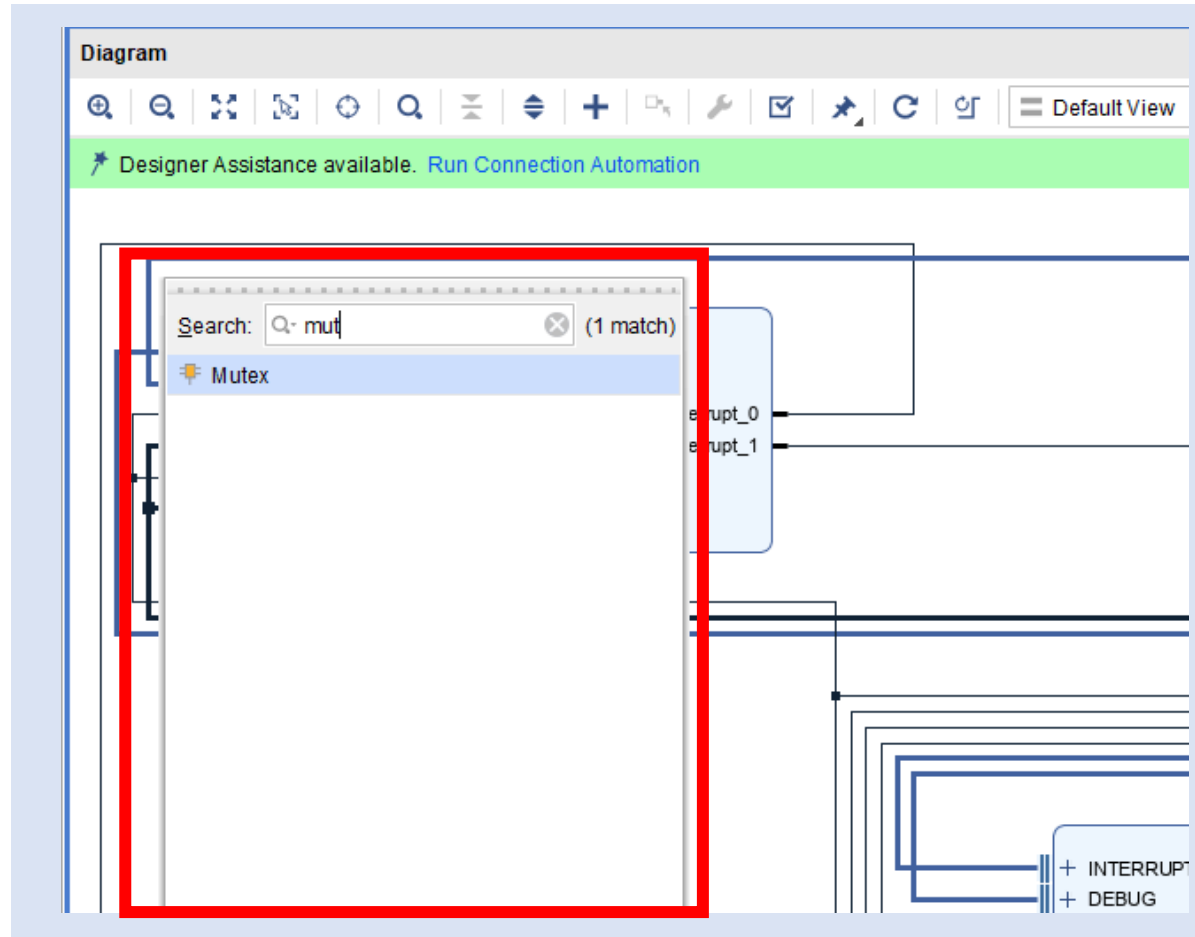 Diagram
Default View
Designer Assistance available. Run Connection Automation
Search: mut (1 match)
Mutex
errupt_0
errupt_1
+ INTERRUPT
+ DEBUG